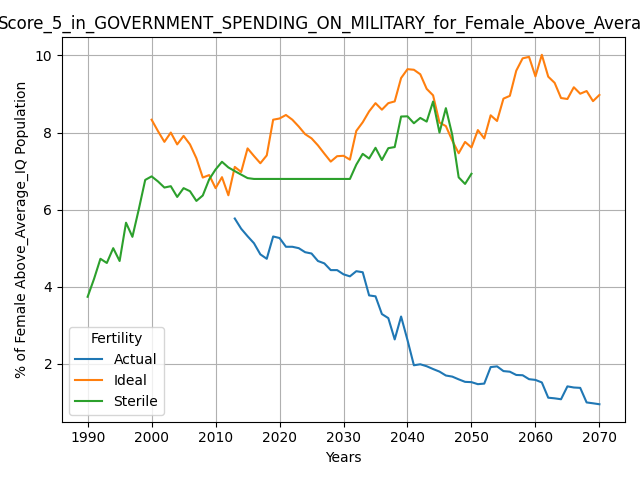 Score_5_in_GOVERNMENT_SPENDING_ON_MILITARY_for_Female_Above_Avera
% of Female Above_Average_IQ Population
10
8
6
4
2
Fertility
Actual
Ideal
Sterile
1990 2000 2010 2020 2030 2040 2050 2060 2070
Years